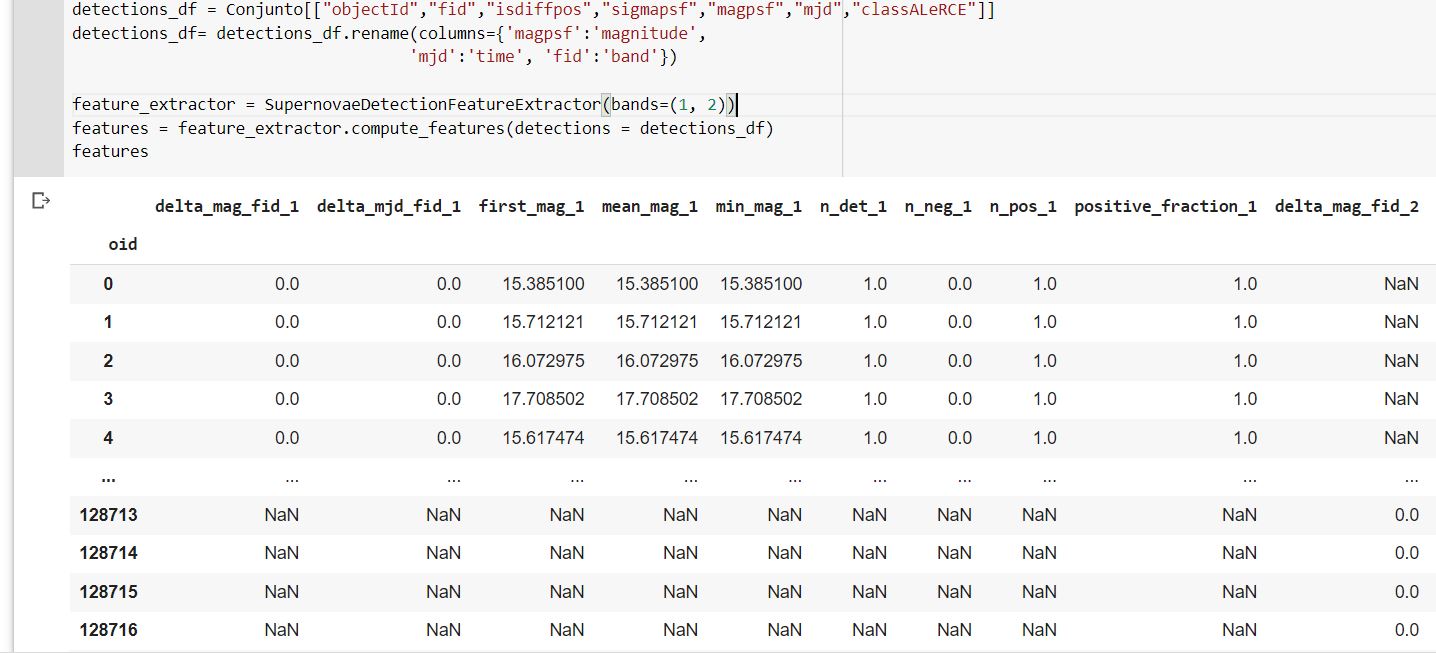 detections_df = Conjunto[["objectId","fid","isdiffpos","sigmapsf","magpsf","mjd","classALeRCE"]]
detections_df= detections_df.rename(columns={'magpsf':'magnitude',
'mjd':'time', 'fid':'band'})
feature_extractor = SupernovaeDetectionFeatureExtractor(bands=(1, 2))
features = feature_extractor.compute_features(detections = detections_df)
features
delta_mag_fid_1 delta_mjd_fid_1 first_mag_1 mean_mag_1 min_mag_1 n_det_1 n_neg_1 n_pos_1 positive_fraction_1 delta_mag_fid_2
oid
0 0.0 0.0 15.385100 15.385100 15.385100 1.0 0.0 1.0 1.0 NaN
1 0.0 0.0 15.712121 15.712121 15.712121 1.0 0.0 1.0 1.0 NaN
2 0.0 0.0 16.072975 16.072975 16.072975 1.0 0.0 1.0 1.0 NaN
3 0.0 0.0 17.708502 17.708502 17.708502 1.0 0.0 1.0 1.0 NaN
4 0.0 0.0 15.617474 15.617474 15.617474 1.0 0.0 1.0 1.0 NaN
... ... ... ... ... ... ... ... ... ... ...
128713 NaN NaN NaN NaN NaN NaN NaN NaN NaN 0.0
128714 NaN NaN NaN NaN NaN NaN NaN NaN NaN 0.0
128715 NaN NaN NaN NaN NaN NaN NaN NaN NaN 0.0
128716 NaN NaN NaN NaN NaN NaN NaN NaN NaN 0.0